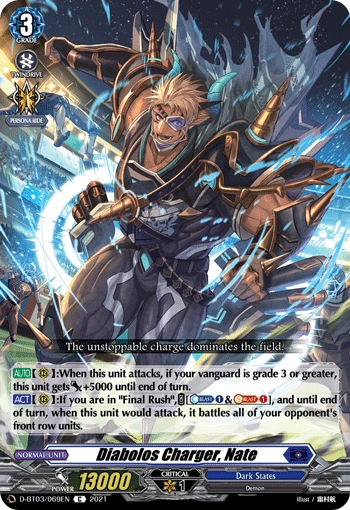 3
GRADE
TWINDRIVE
PERSONA RIDE
The unstoppable charge dominates the field.
AUTO【 】:When this unit attacks, if your vanguard is grade 3 or greater,
this unit gets +5000 until end of turn.
ACT【 】:If you are in "Final Rush", [ BLAST 1 & BLAST 1], and until end
of turn, when this unit would attack, it battles all of your opponent's
front row units.
NORMAL UNIT
Diabolos Charger, Nate
POWER 13000
CRITICAL
1
Dark States
Demon
D-BT03/069EN C 2021
illust / 霜村航